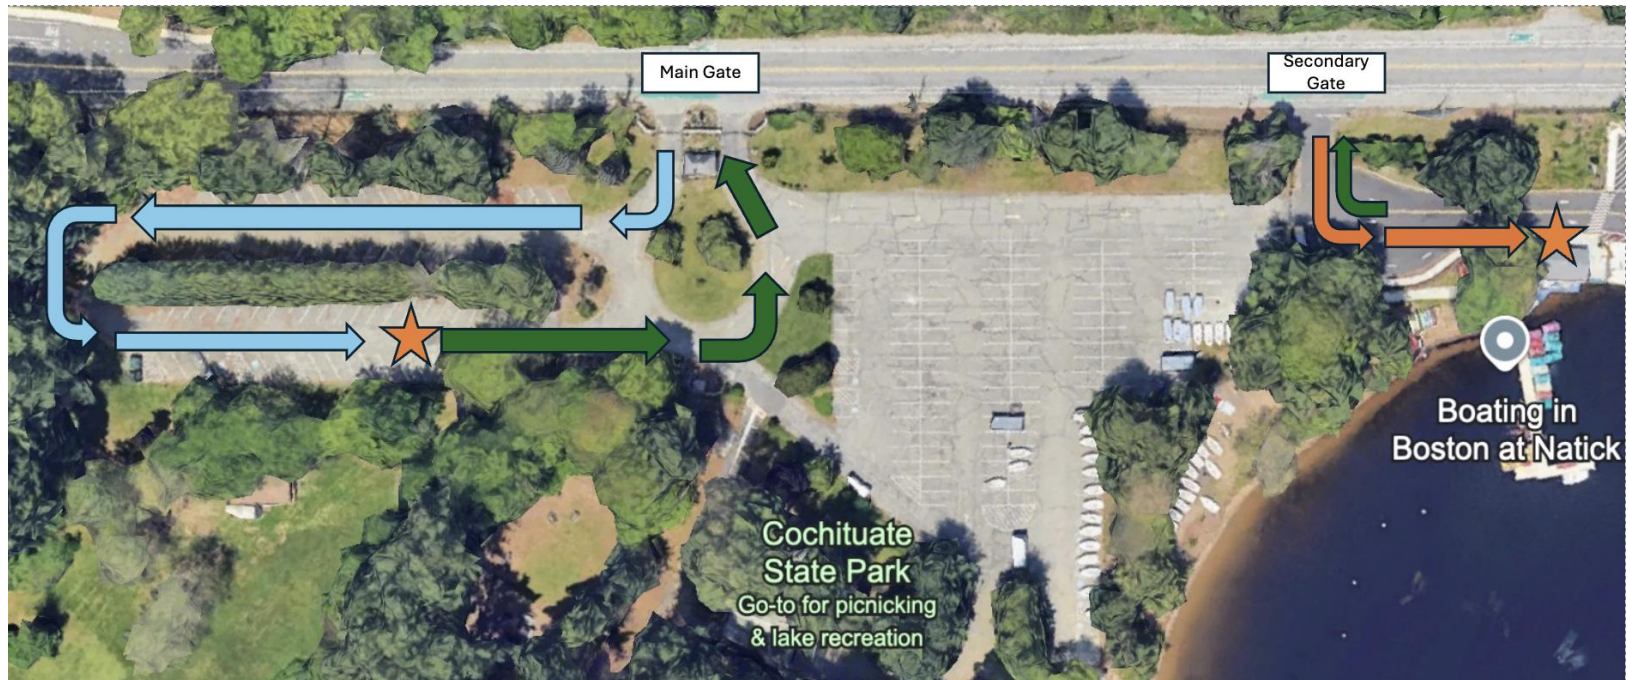 Main Gate
Secondary
Gate
Boating in
Boston at Natick
Cochituate
State Park
Go-to for picnicking
& lake recreation